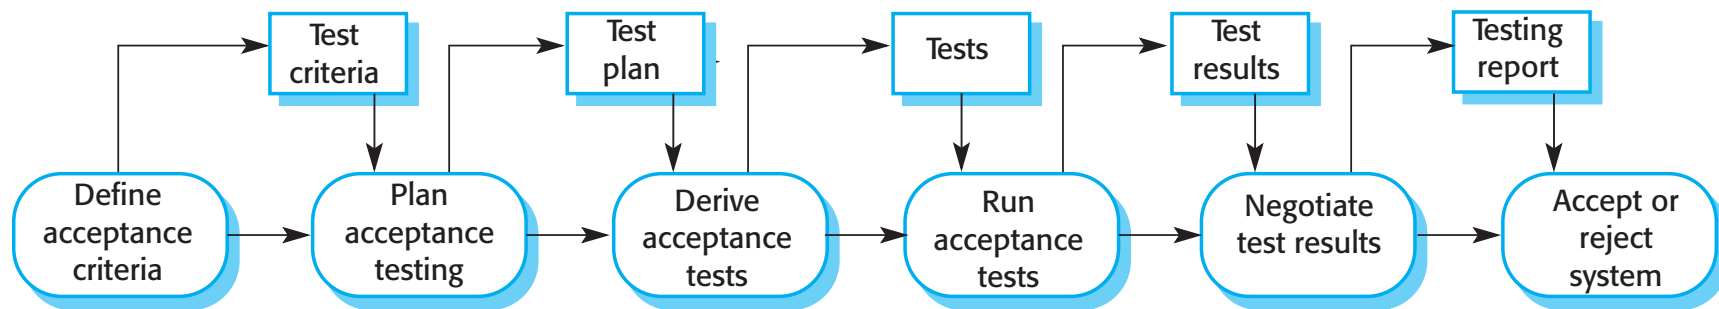 Test
criteria
Test
plan
Tests
Test
results
Testing
report
Define
acceptance
criteria
Plan
acceptance
testing
Derive
acceptance
tests
Run
acceptance
tests
Negotiate
test results
Accept or
reject
system